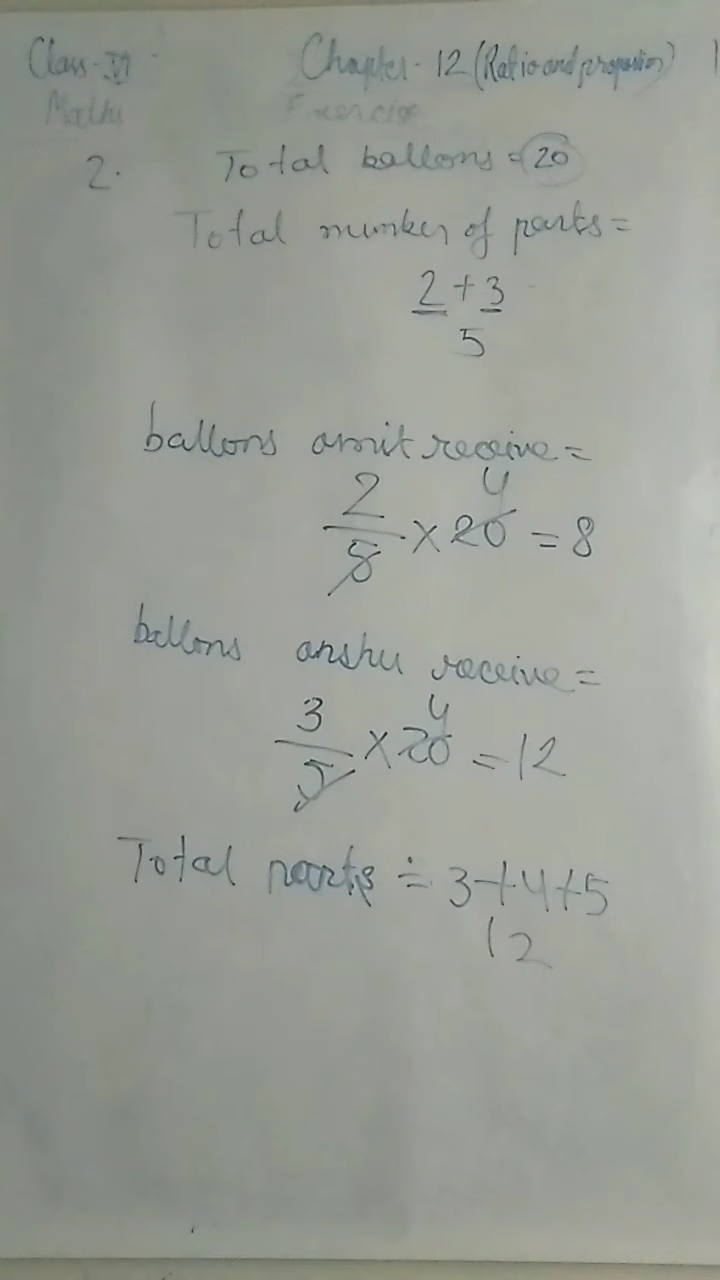 Class-VI Chapter-12 (Ratio and proportion) 1
Maths Exercise
2. Total ballons = 20
Total number of parts =
2 + 3
5
ballons amit receive =
4
2/5 × 20 = 8
ballons anshu receive =
4
3/5 × 20 = 12
Total parts = 3+4+5
12